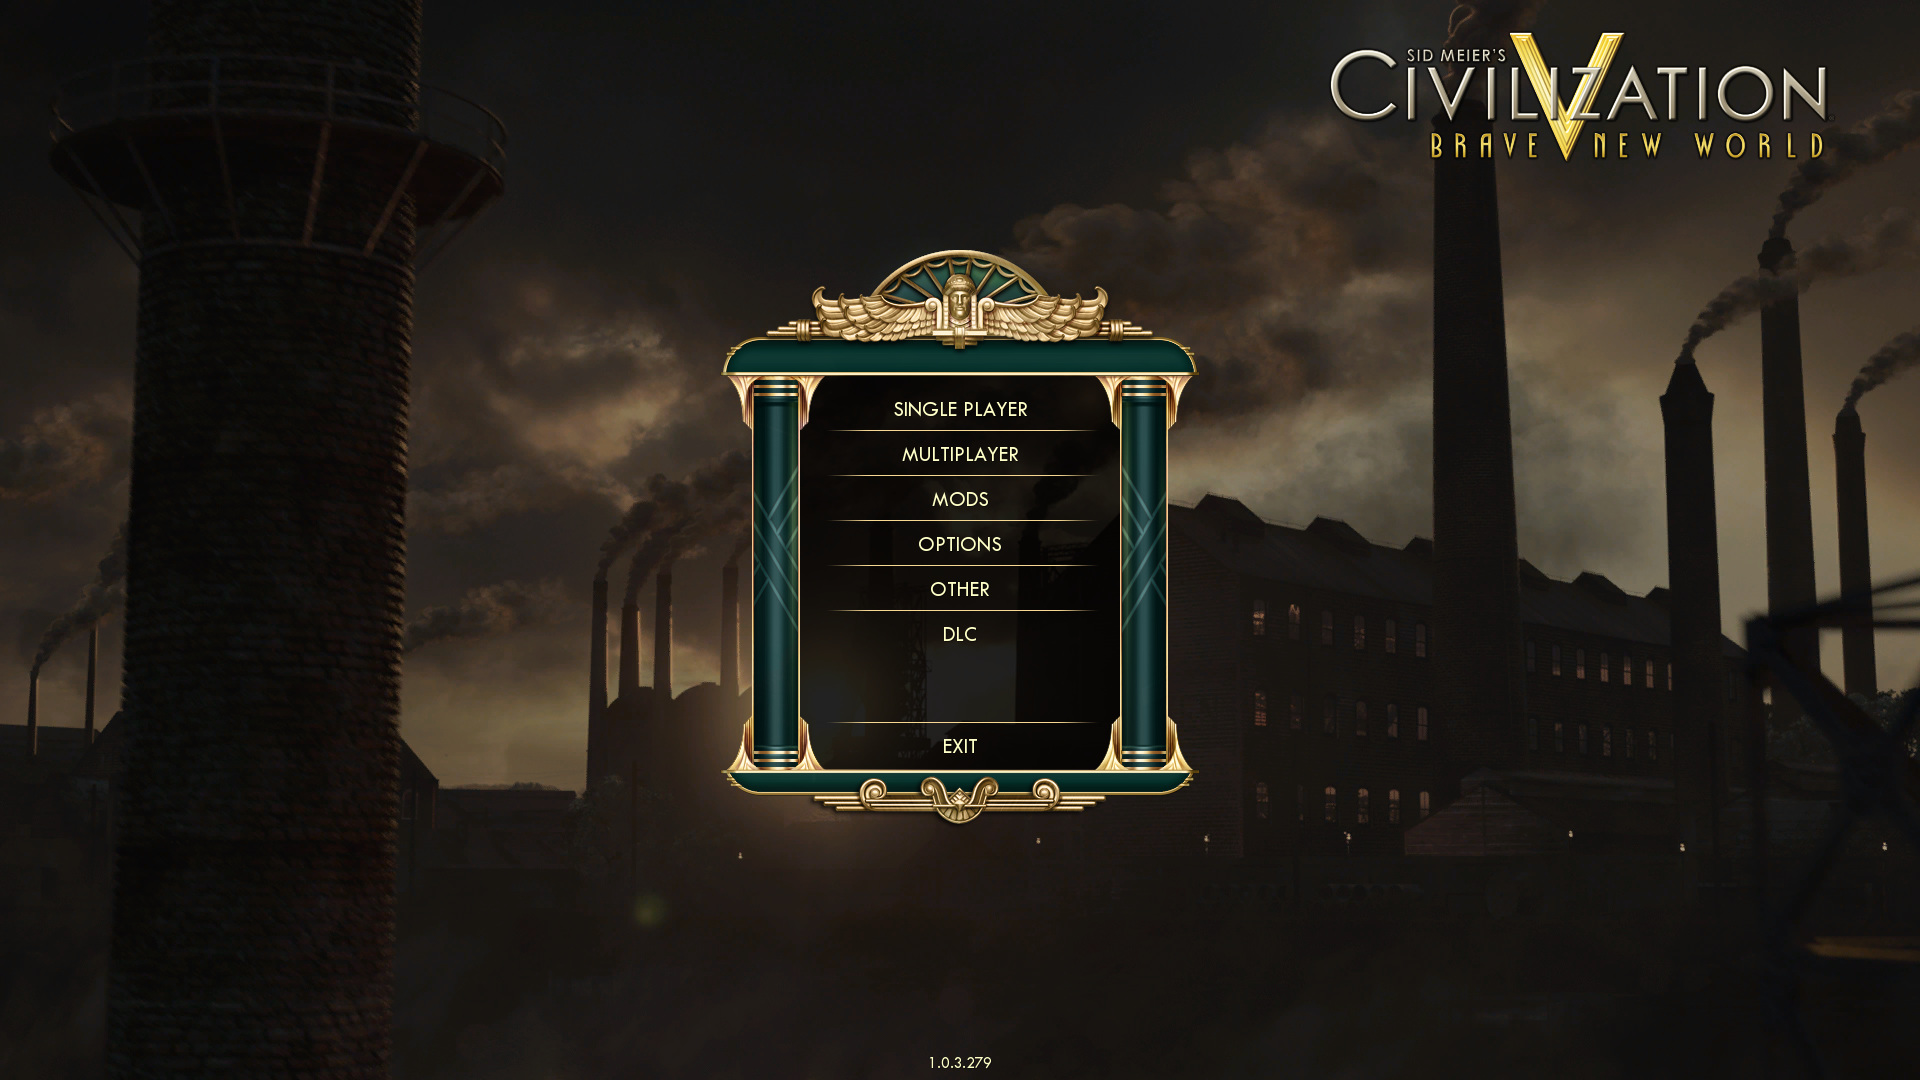 SID MEIER'S
CIVILIZATION V
BRAVE NEW WORLD
SINGLE PLAYER
MULTIPLAYER
MODS
OPTIONS
OTHER
DLC
EXIT
1.0.3.279